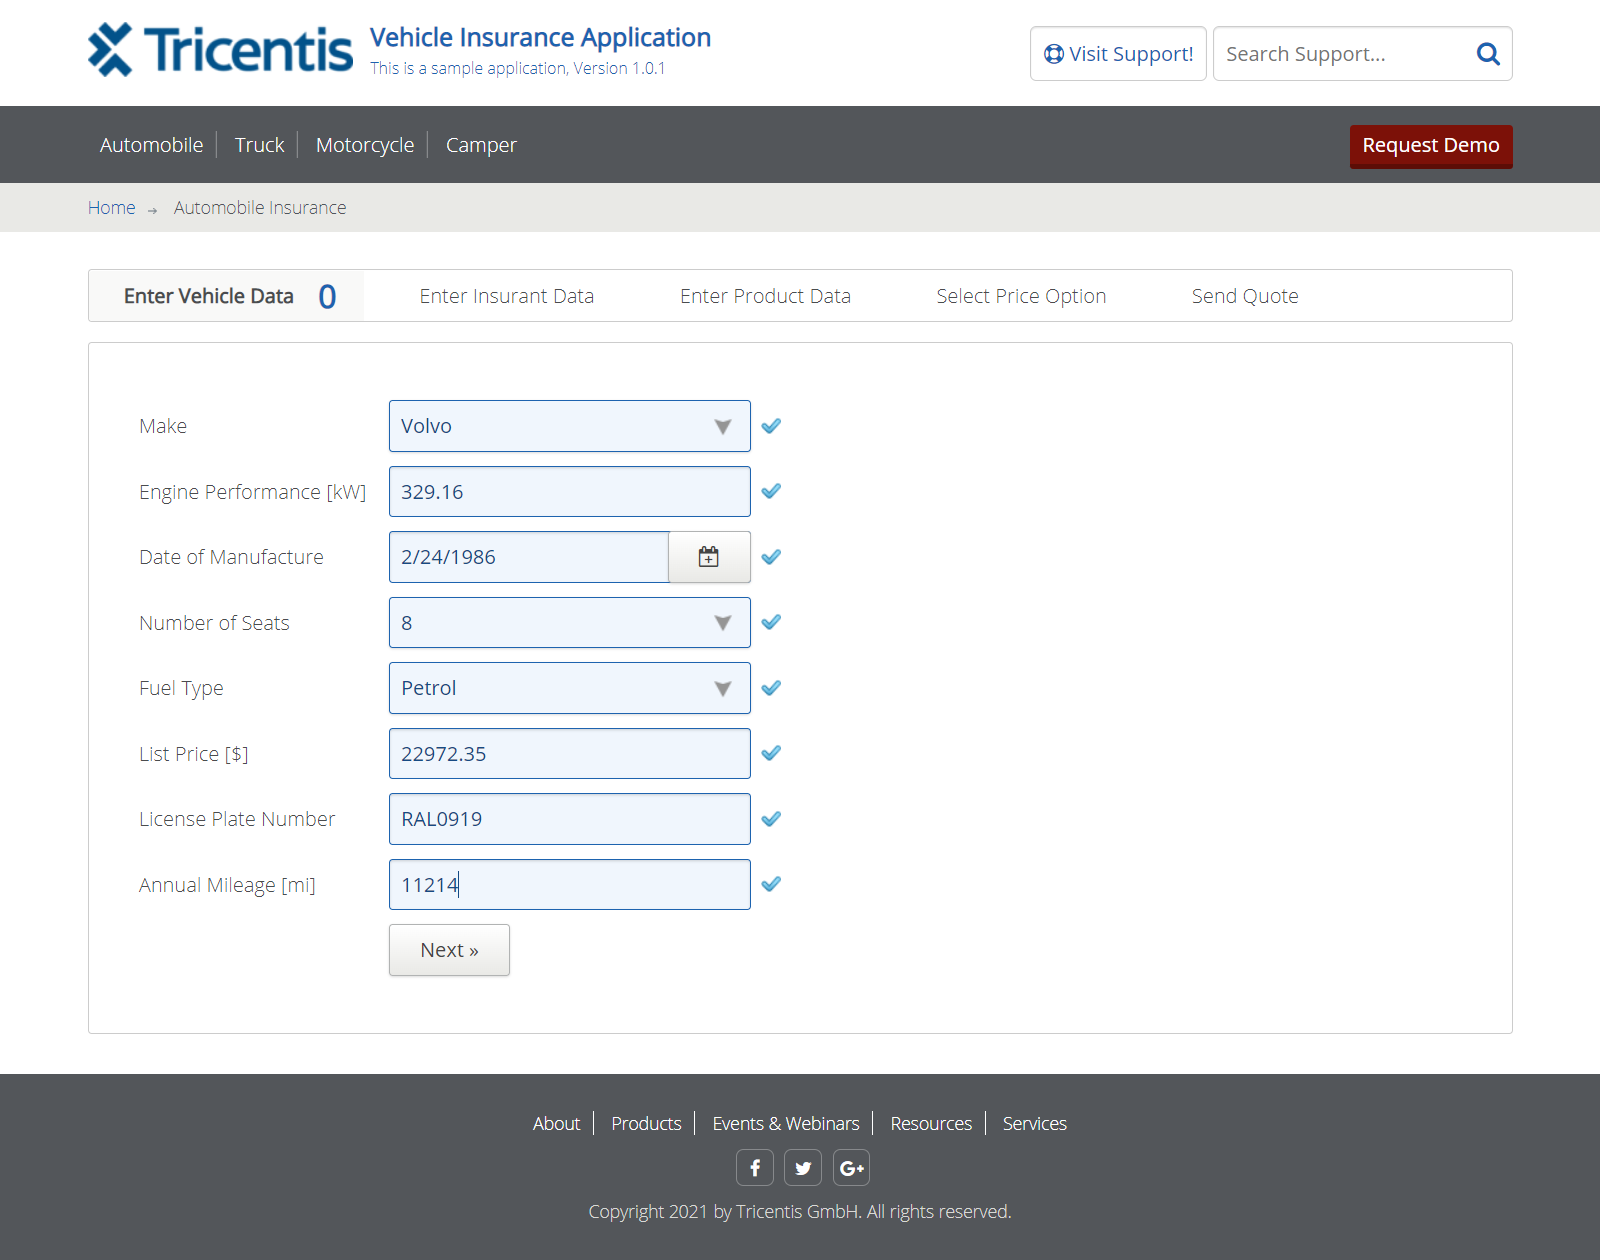 Tricentis
Vehicle Insurance Application
This is a sample application, Version 1.0.1
Visit Support!
Search Support...
Automobile
Truck
Motorcycle
Camper
Request Demo
Home → Automobile Insurance
Enter Vehicle Data 0
Enter Insurant Data
Enter Product Data
Select Price Option
Send Quote
Make
Volvo
Engine Performance [kW]
329.16
Date of Manufacture
2/24/1986
Number of Seats
8
Fuel Type
Petrol
List Price [$]
22972.35
License Plate Number
RAL0919
Annual Mileage [mi]
11214
Next »
About
Products
Events & Webinars
Resources
Services
f
G+
Copyright 2021 by Tricentis GmbH. All rights reserved.